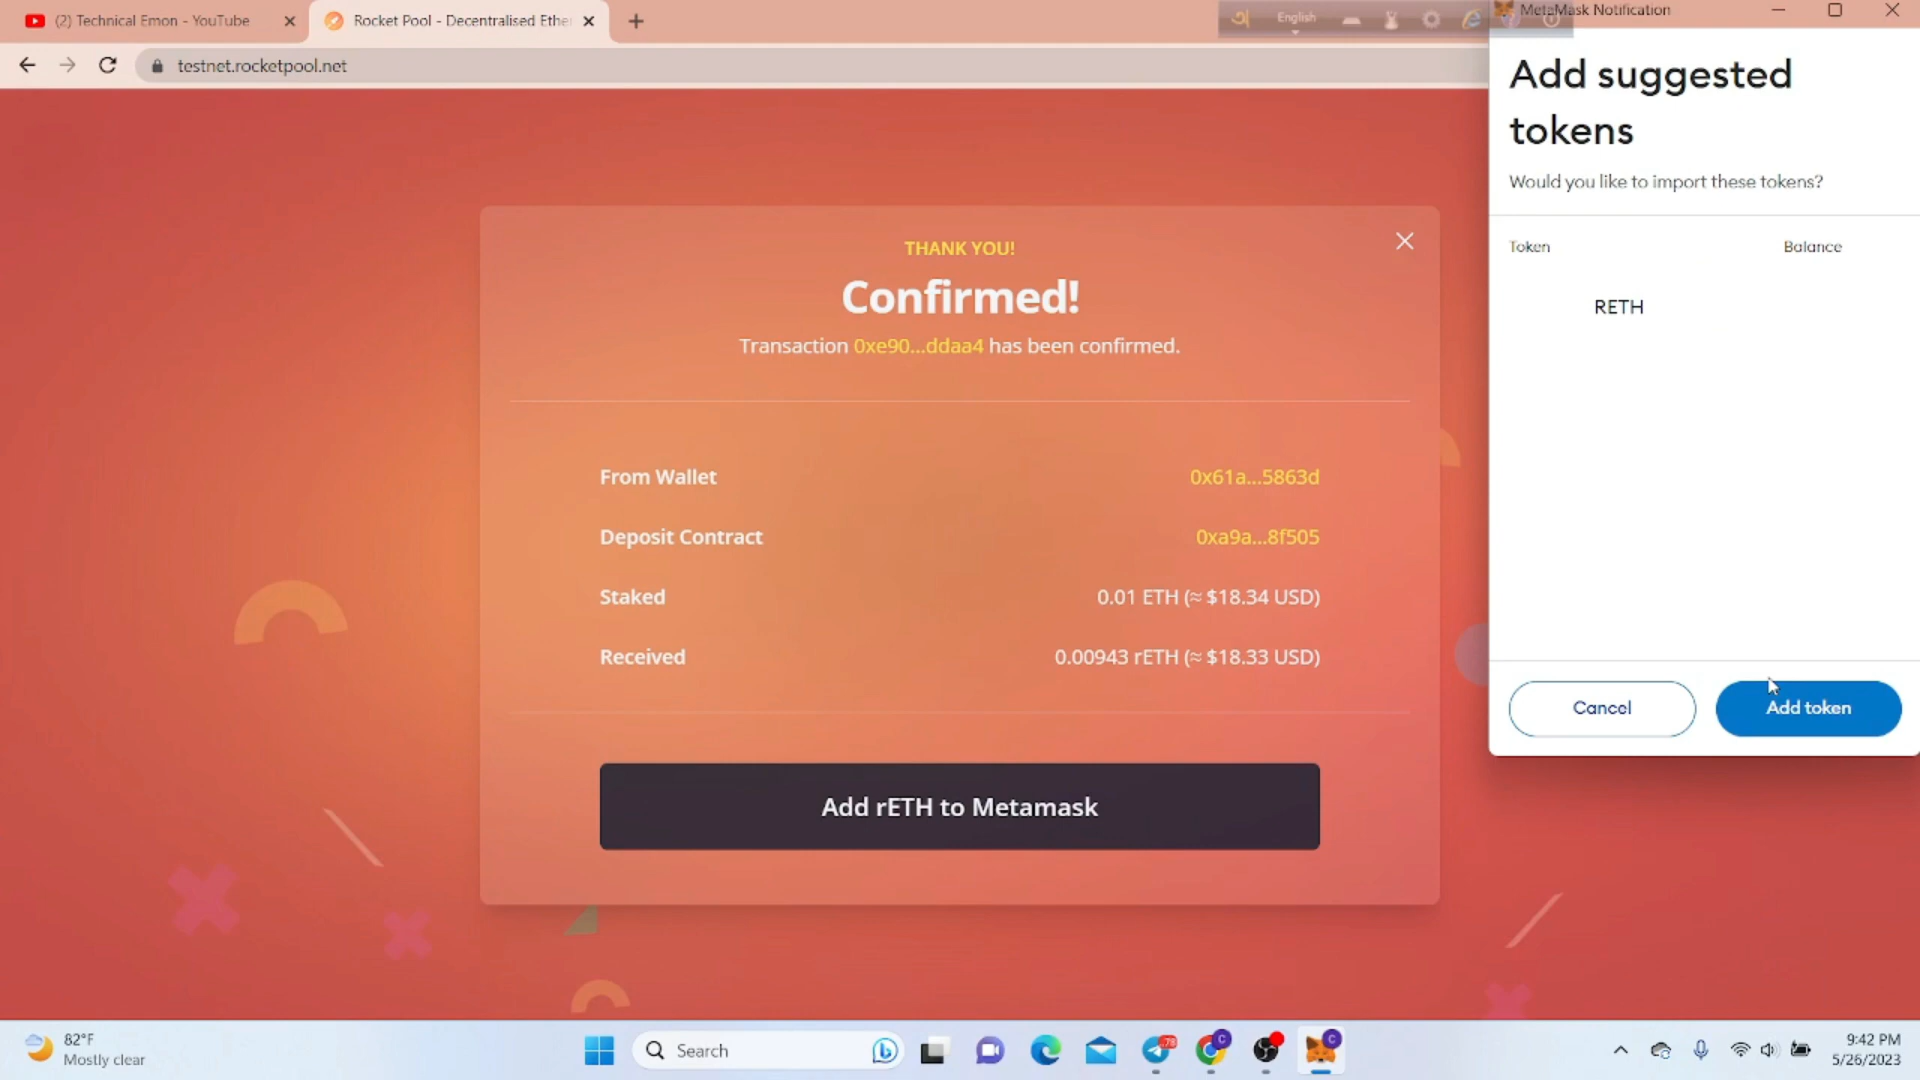 (2) Technical Emon - YouTube
Rocket Pool - Decentralised Ethe
English
testnet.rocketpool.net
MetaMask Notification
Add suggested
tokens
Would you like to import these tokens?
Token Balance
RETH
Cancel Add token
THANK YOU!
Confirmed!
Transaction 0xe90...ddaa4 has been confirmed.
From Wallet 0x61a...5863d
Deposit Contract 0xa9a...8f505
Staked 0.01 ETH (≈ $18.34 USD)
Received 0.00943 rETH (≈ $18.33 USD)
Add rETH to Metamask
82°F
Mostly clear
Search
78
C
C
9:42 PM
5/26/2023